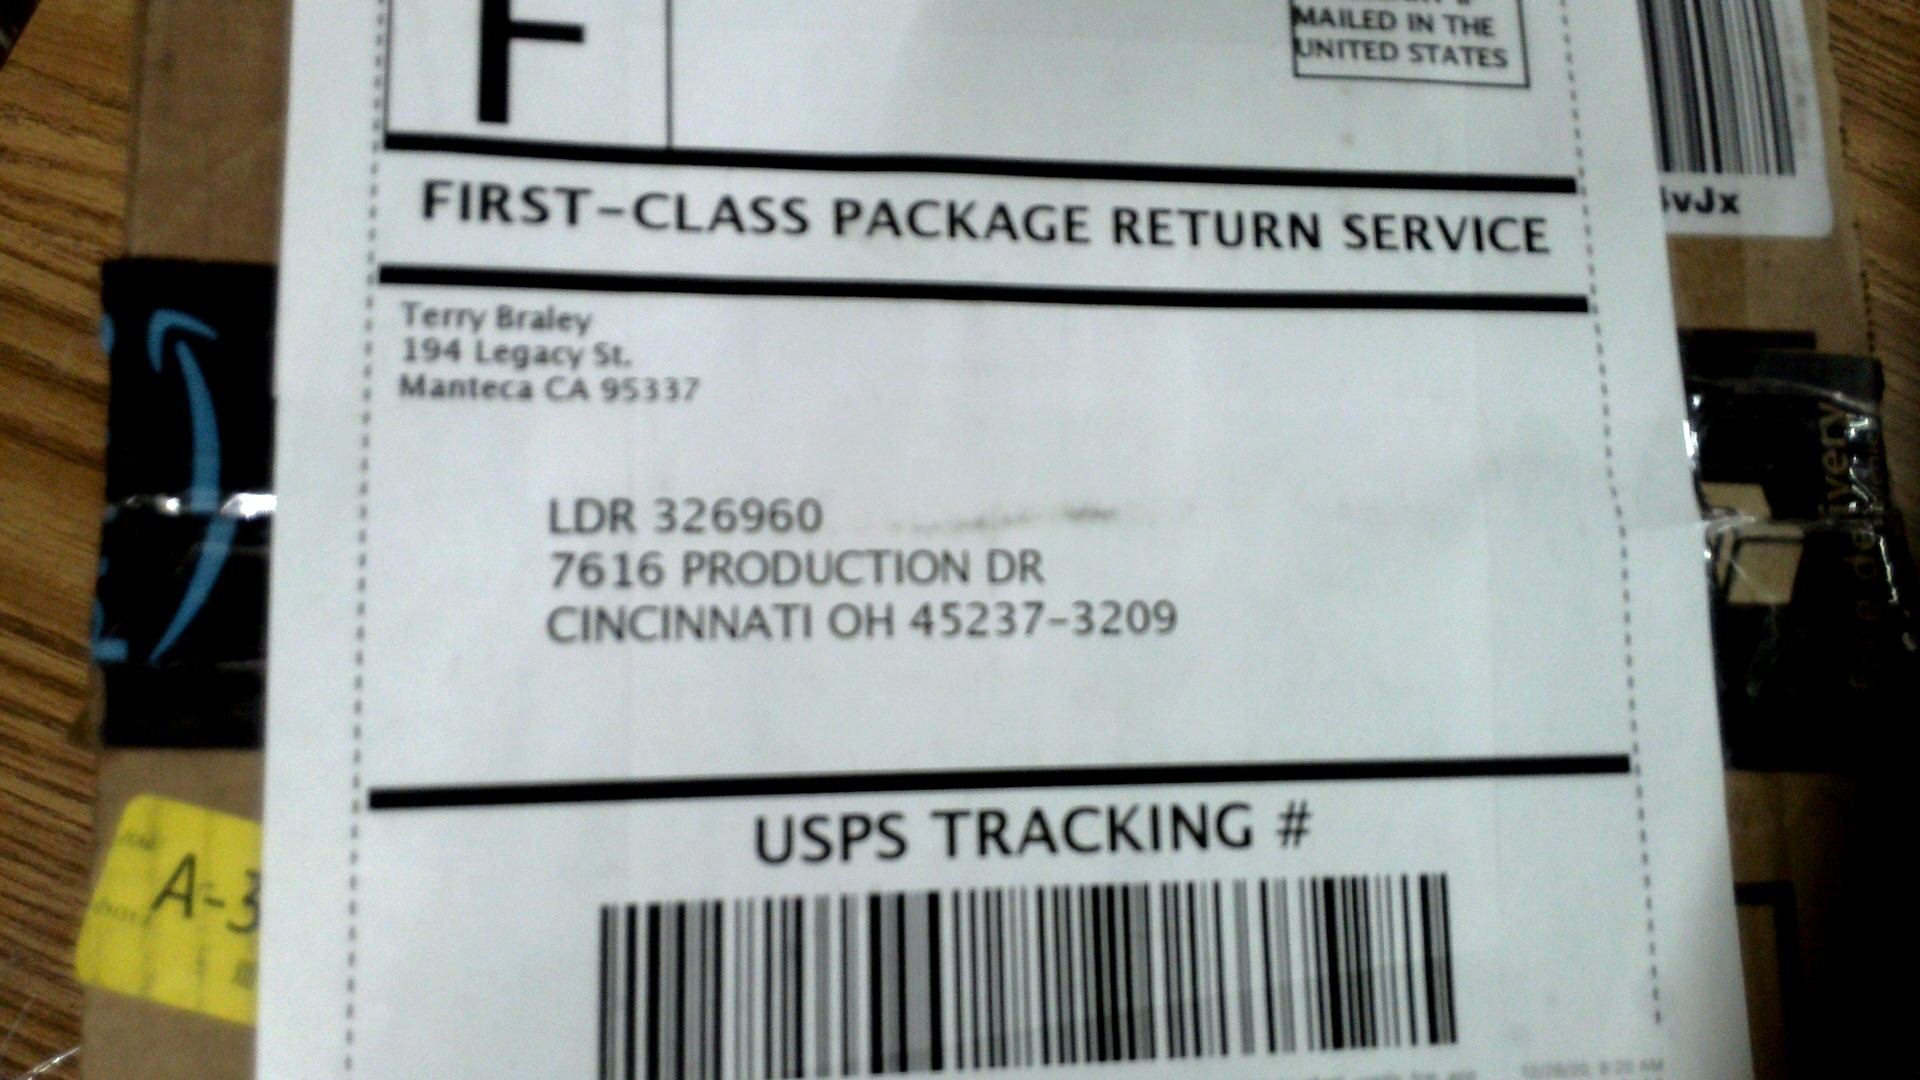 F
MAILED IN THE
UNITED STATES
vJx
FIRST-CLASS PACKAGE RETURN SERVICE
Terry Braley
194 Legacy St.
Manteca CA 95337
LDR 326960
7616 PRODUCTION DR
CINCINNATI OH 45237-3209
USPS TRACKING #
A-3